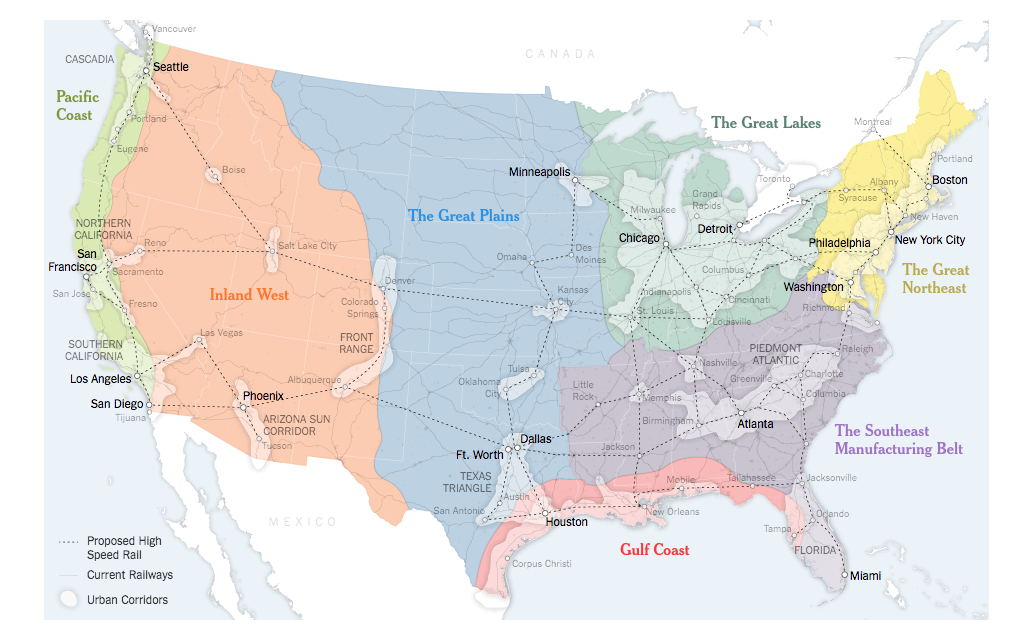 Vancouver
CANADA
CASCADIA
Seattle
Pacific
Coast
Portland
Eugene
Boise
The Great Lakes
Montreal
Toronto
Portland
Boston
Albany
Syracuse
New Haven
Minneapolis
Grand
Rapids
Milwaukee
Detroit
Chicago
The Great Plains
NORTHERN
CALIFORNIA
Reno
Salt Lake City
San
Francisco
Sacramento
San Jose
Fresno
Inland West
Denver
Colorado
Springs
FRONT
RANGE
Omaha
Des
Moines
Kansas
City
Columbus
Indianapolis
Cincinnati
St. Louis
Louisville
Philadelphia
New York City
Washington
Richmond
The Great
Northeast
SOUTHERN
CALIFORNIA
Las Vegas
Los Angeles
San Diego
Tijuana
Phoenix
ARIZONA SUN
CORRIDOR
Tucson
Albuquerque
Tulsa
Oklahoma
City
Little
Rock
Nashville
Memphis
PIEDMONT
ATLANTIC
Raleigh
Charlotte
Greenville
Columbia
Birmingham
Atlanta
The Southeast
Manufacturing Belt
Dallas
Ft. Worth
TEXAS
TRIANGLE
Austin
San Antonio
Houston
Jackson
Mobile
Tallahassee
Jacksonville
New Orleans
Gulf Coast
Orlando
Tampa
FLORIDA
Miami
Corpus Christi
MEXICO
Proposed High
Speed Rail
Current Railways
Urban Corridors